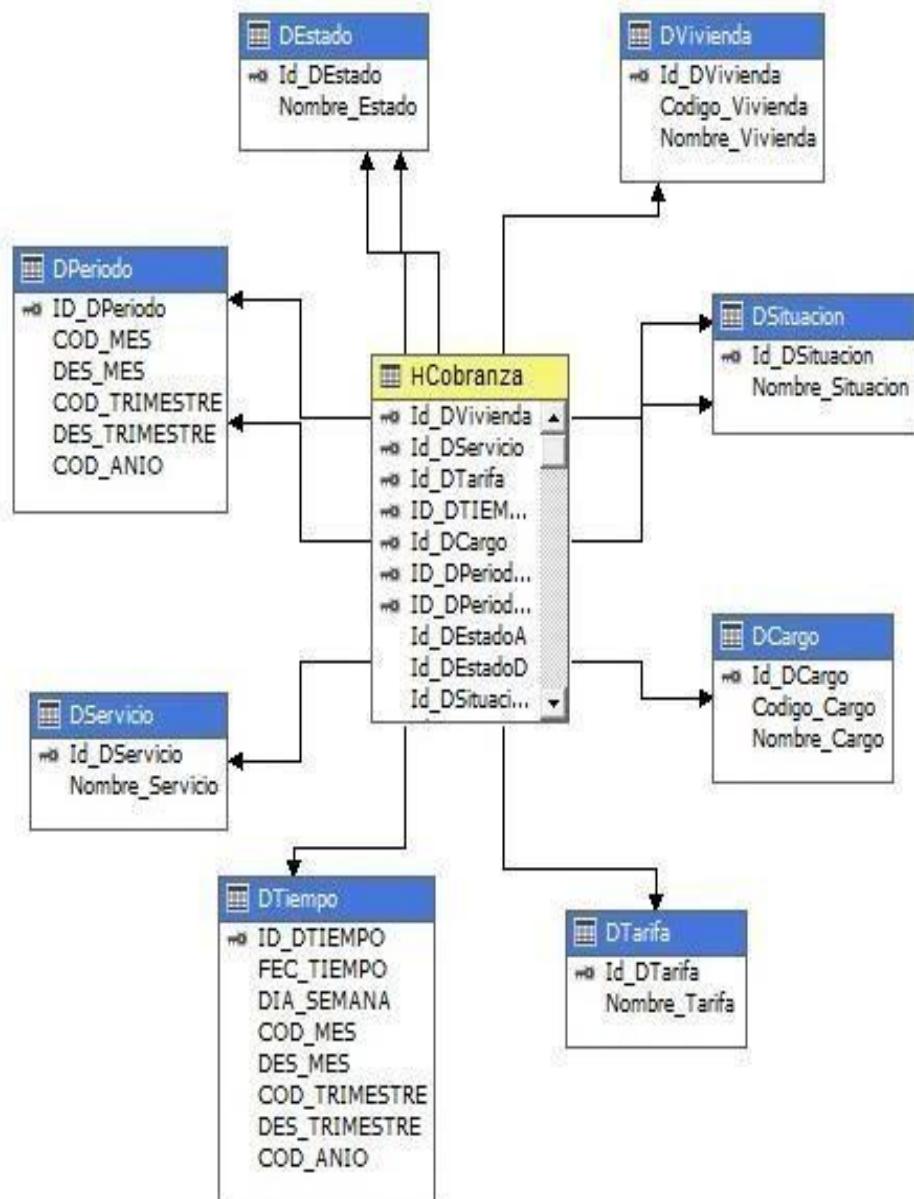 DEstado
Id_DEstado
Nombre_Estado
DVivienda
Id_DVivienda
Codigo_Vivienda
Nombre_Vivienda
DPeriodo
ID_DPeriodo
COD_MES
DES_MES
COD_TRIMESTRE
DES_TRIMESTRE
COD_ANIO
HCobranza
Id_DVivienda
Id_DServicio
Id_DTarifa
ID_DTIEM...
Id_DCargo
ID_DPeriod...
ID_DPeriod...
Id_DEstadoA
Id_DEstadoD
Id_DSituaci...
DSituacion
Id_DSituacion
Nombre_Situacion
DCargo
Id_DCargo
Codigo_Cargo
Nombre_Cargo
DServicio
Id_DServicio
Nombre_Servicio
DTiempo
ID_DTIEMPO
FEC_TIEMPO
DIA_SEMANA
COD_MES
DES_MES
COD_TRIMESTRE
DES_TRIMESTRE
COD_ANIO
DTarifa
Id_DTarifa
Nombre_Tarifa